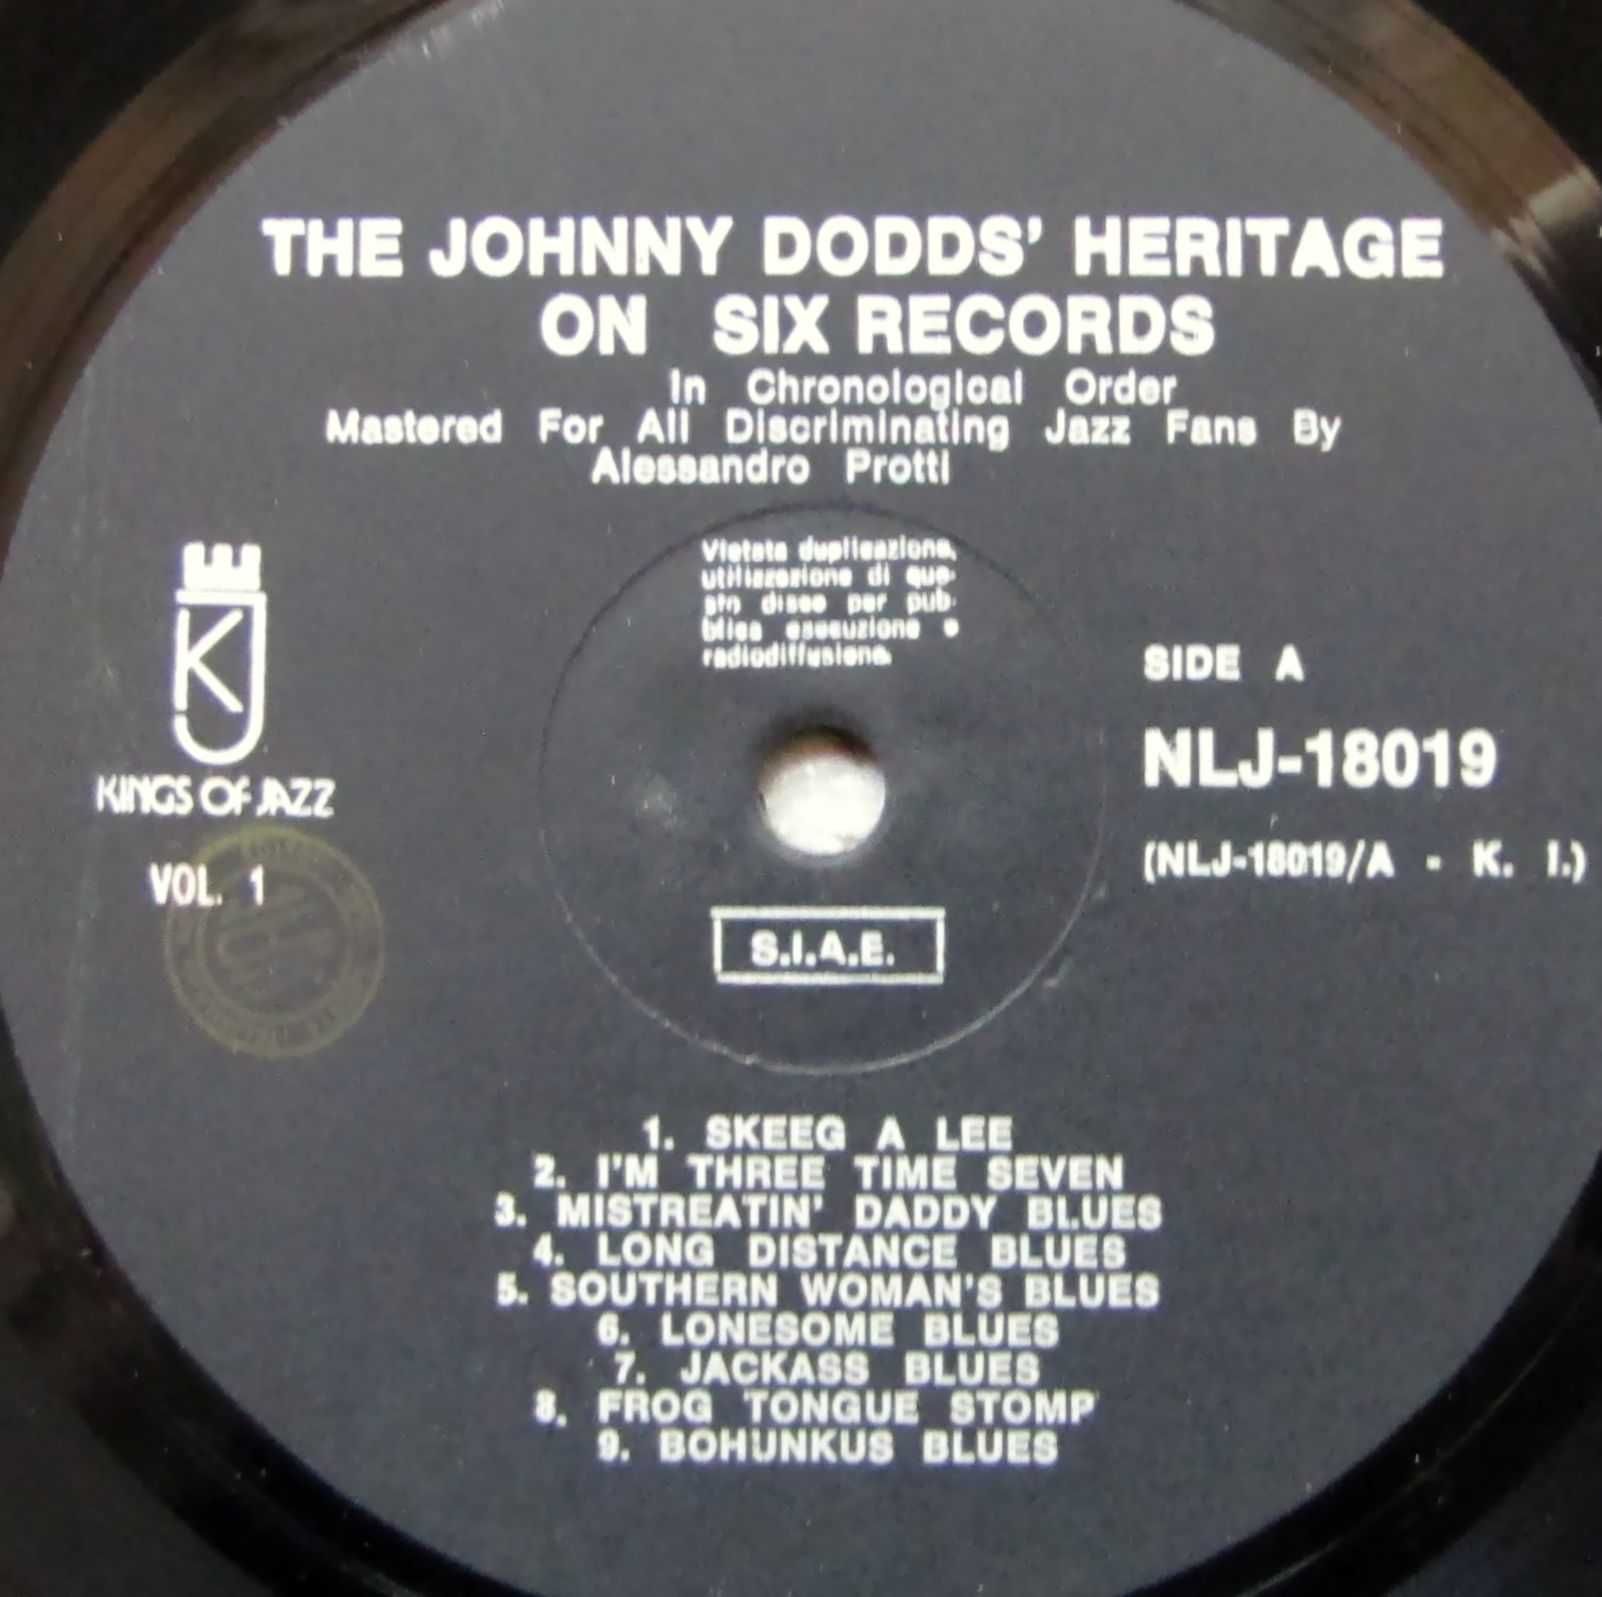 THE JOHNNY DODDS' HERITAGE
ON SIX RECORDS
In Chronological Order
Mastered For All Discriminating Jazz Fans By
Alessandro Protti
Vietata duplicazione,
utilizzazione di que-
sto disco per pub-
blica esecuzione e
radiodiffusione.
KJ
KINGS OF JAZZ
VOL. 1
SIDE A
NLJ-18019
(NLJ-18019/A - K. I.)
S.I.A.E.
1. SKEEG A LEE
2. I'M THREE TIME SEVEN
3. MISTREATIN' DADDY BLUES
4. LONG DISTANCE BLUES
5. SOUTHERN WOMAN'S BLUES
6. LONESOME BLUES
7. JACKASS BLUES
8. FROG TONGUE STOMP
9. BOHUNKUS BLUES